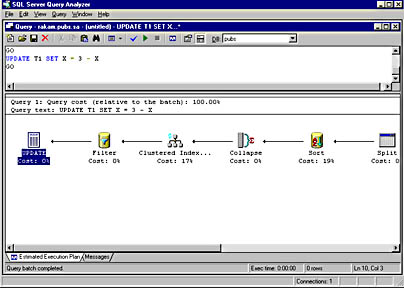 SQL Server Query Analyzer
File Edit View Query Window Help
Query - rakam.pubs.sa - (untitled) - UPDATE T1 SET X...*
DB: pubs
GO
UPDATE T1 SET X = 3 - X
GO
Query 1: Query cost (relative to the batch): 100.00%
Query text: UPDATE T1 SET X = 3 - X
UPDATE Filter Clustered Index... Collapse Sort Split
Cost: 0% Cost: 0% Cost: 17% Cost: 0% Cost: 19% Cost: 0
Estimated Execution Plan Messages
Query batch completed. Exec time: 0:00:00 0 rows Ln 10, Col 3
Connections: 1